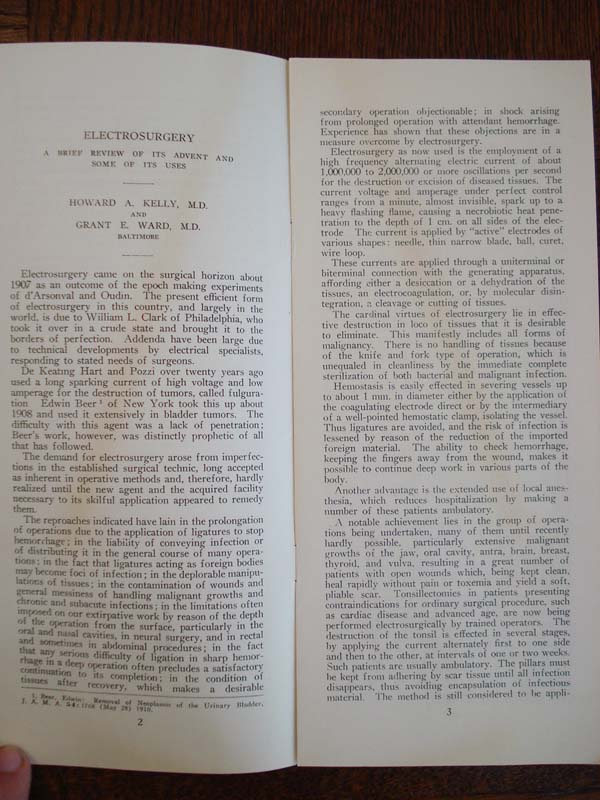 ELECTROSURGERY
A BRIEF REVIEW OF ITS ADVENT AND
SOME OF ITS USES
HOWARD A. KELLY, M.D.
AND
GRANT E. WARD, M.D.
BALTIMORE
Electrosurgery came on the surgical horizon about
1907 as an outcome of the epoch making experiments
of d'Arsonval and Oudin. The present efficient form
of electrosurgery in this country, and largely in the
world, is due to William L. Clark of Philadelphia, who
took it over in a crude state and brought it to the
borders of perfection. Addenda have been large due
to technical developments by electrical specialists,
responding to stated needs of surgeons.
De Keating Hart and Pozzi over twenty years ago
used a long sparking current of high voltage and low
amperage for the destruction of tumors, called fulgura-
tion Edwin Beer 1 of New York took this up about
1908 and used it extensively in bladder tumors. The
difficulty with this agent was a lack of penetration;
Beer's work, however, was distinctly prophetic of all
that has followed.
The demand for electrosurgery arose from imperfec-
tions in the established surgical technic, long accepted
as inherent in operative methods and, therefore, hardly
realized until the new agent and the acquired facility
necessary to its skilful application appeared to remedy
them.
The reproaches indicated have lain in the prolongation
of operations due to the application of ligatures to stop
hemorrhage; in the liability of conveying infection or
of distributing it in the general course of many opera-
tions; in the fact that ligatures acting as foreign bodies
may become foci of infection; in the deplorable manipu-
lations of tissues; in the contamination of wounds and
general messiness of handling malignant growths and
chronic and subacute infections; in the limitations often
imposed on our extirpative work by reason of the depth
of the operation from the surface, particularly in the
oral and nasal cavities, in neural surgery, and in rectal
and sometimes in abdominal procedures; in the fact
that any serious difficulty of ligation in sharp hemor-
rhage in a deep operation often precludes a satisfactory
continuation to its completion; in the condition of
tissues after recovery, which makes a desirable
1. Beer, Edwin: Removal of Neoplasms of the Urinary Bladder,
J. A. M. A. 54: (May 28) 1910.
2
secondary operation objectionable; in shock arising
from prolonged operation with attendant hemorrhage.
Experience has shown that these objections are in a
measure overcome by electrosurgery.
Electrosurgery as now used is the employment of a
high frequency alternating electric current of about
1,000,000 to 2,000,000 or more oscillations per second
for the destruction or excision of diseased tissues. The
current voltage and amperage under perfect control
ranges from a minute, almost invisible, spark up to a
heavy flashing flame, causing a necrobiotic heat pene-
tration to the depth of 1 cm. on all sides of the elec-
trode The current is applied by "active" electrodes of
various shapes: needle, thin narrow blade, ball, curet,
wire loop.
These currents are applied through a uniterminal or
biterminal connection with the generating apparatus,
affording either a desiccation or a dehydration of the
tissues, an electrocoagulation, or, by molecular disin-
tegration, a cleavage or cutting of tissues.
The cardinal virtues of electrosurgery lie in effec-
tive destruction in loco of tissues that it is desirable
to eliminate. This manifestly includes all forms of
malignancy. There is no handling of tissues because
of the knife and fork type of operation, which is
unequaled in cleanliness by the immediate complete
sterilization of both bacterial and malignant infection.
Hemostasis is easily effected in severing vessels up
to about 1 mm. in diameter either by the application of
the coagulating electrode direct or by the intermediary
of a well-pointed hemostatic clamp, isolating the vessel.
Thus ligatures are avoided, and the risk of infection is
lessened by reason of the reduction of the imported
foreign material. The ability to check hemorrhage,
keeping the fingers away from the wound, makes it
possible to continue deep work in various parts of the
body.
Another advantage is the extended use of local anes-
thesia, which reduces hospitalization by making a
number of these patients ambulatory.
A notable achievement lies in the group of opera-
tions being undertaken, many of them until recently
hardly possible, particularly extensive malignant
growths of the jaw, oral cavity, antra, brain, breast,
thyroid, and vulva, resulting in a great number of
patients with open wounds which, being kept clean,
heal rapidly without pain or toxemia and yield a soft,
pliable scar. Tonsillectomies in patients presenting
contraindications for ordinary surgical procedure, such
as cardiac disease and advanced age, are now being
performed electrosurgically by trained operators. The
destruction of the tonsil is effected in several stages,
by applying the current alternately first to one side
and then to the other, at intervals of one or two weeks.
Such patients are usually ambulatory. The pillars must
be kept from adhering by scar tissue until all infection
disappears, thus avoiding encapsulation of infectious
material. The method is still considered to be appli-
3